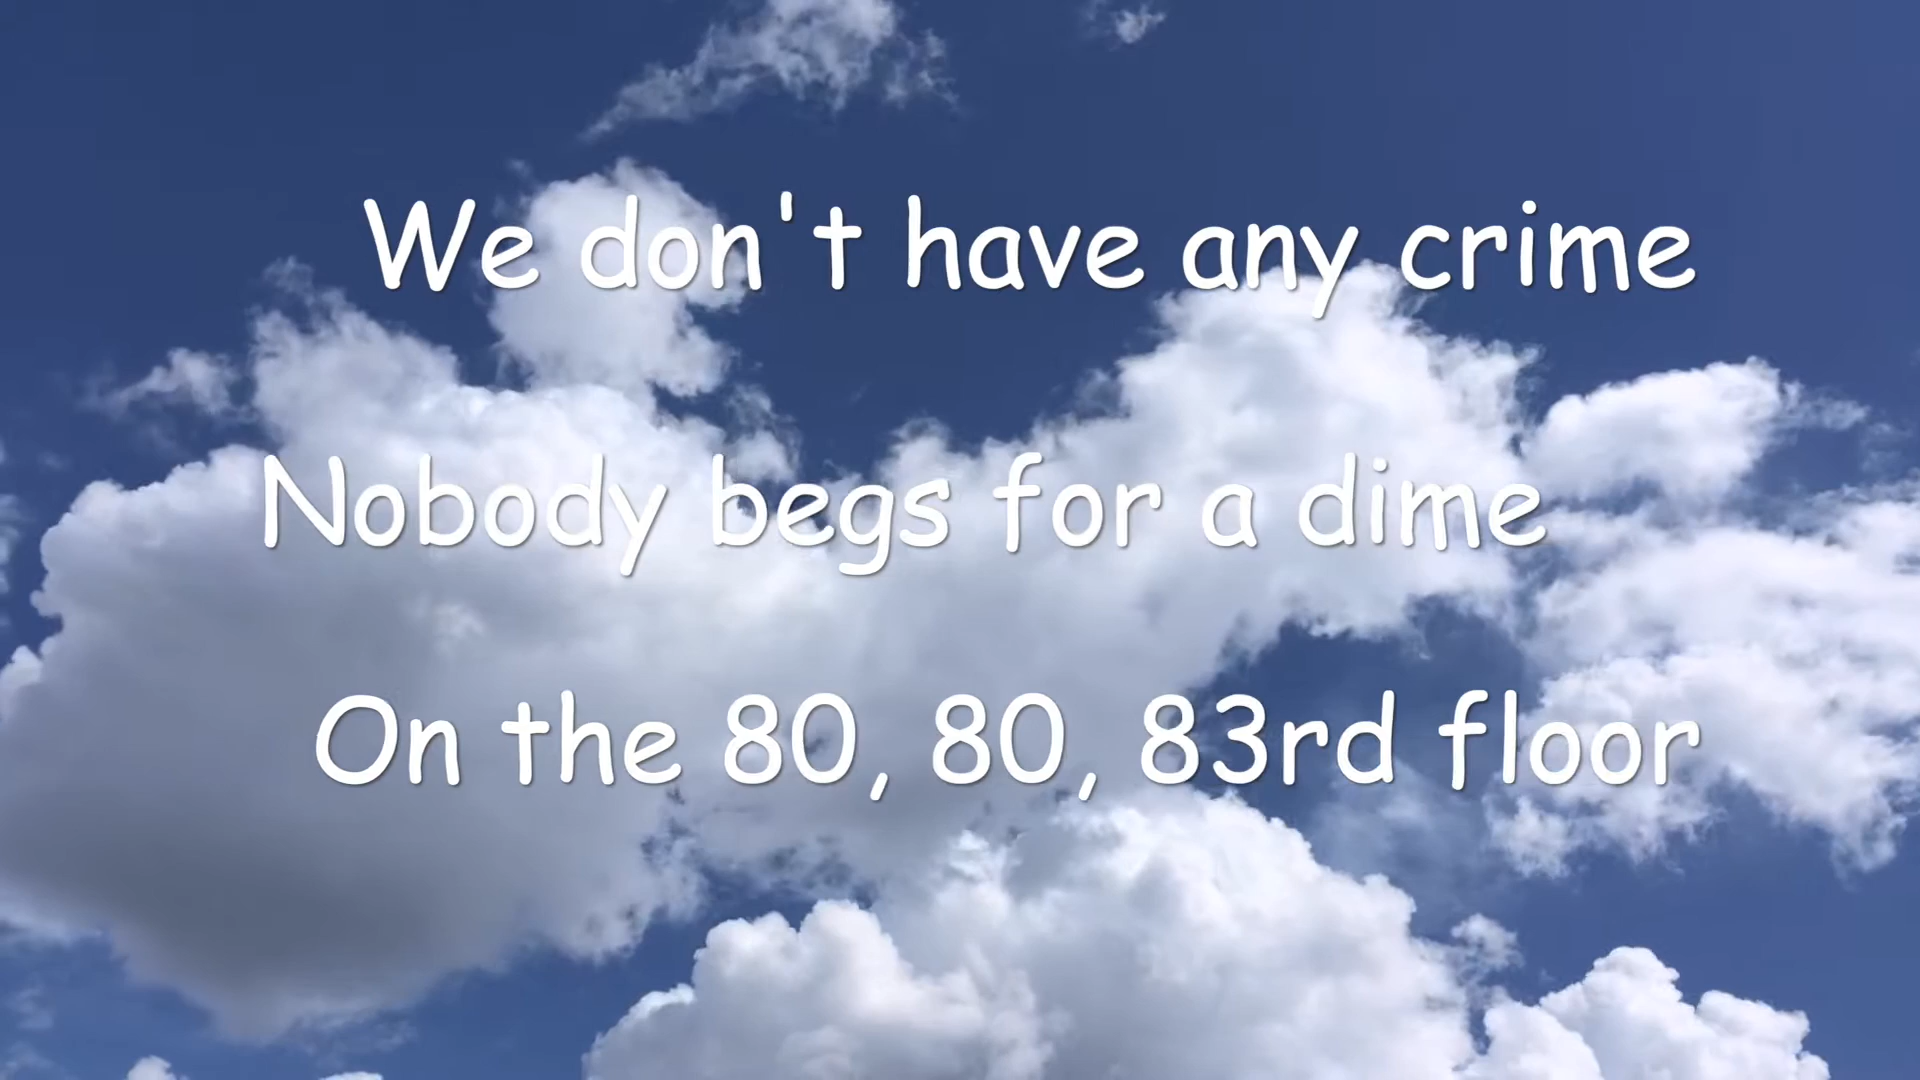 We don't have any crime
Nobody begs for a dime
On the 80, 80, 83rd floor